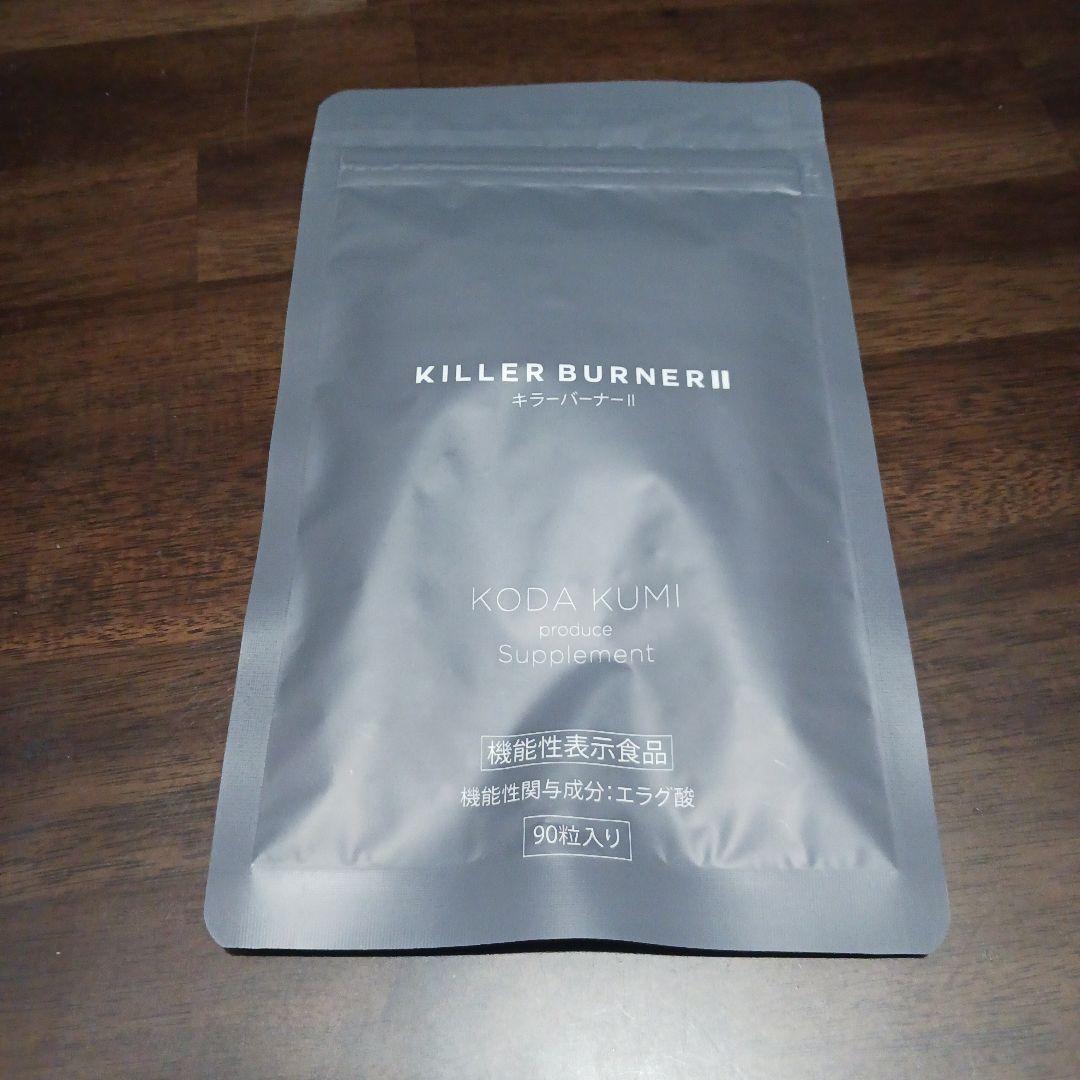 KILLER BURNERⅡ
キラーバーナーⅡ
KODA KUMI
produce
Supplement
機能性表示食品
機能性関与成分:エラグ酸
90粒入り